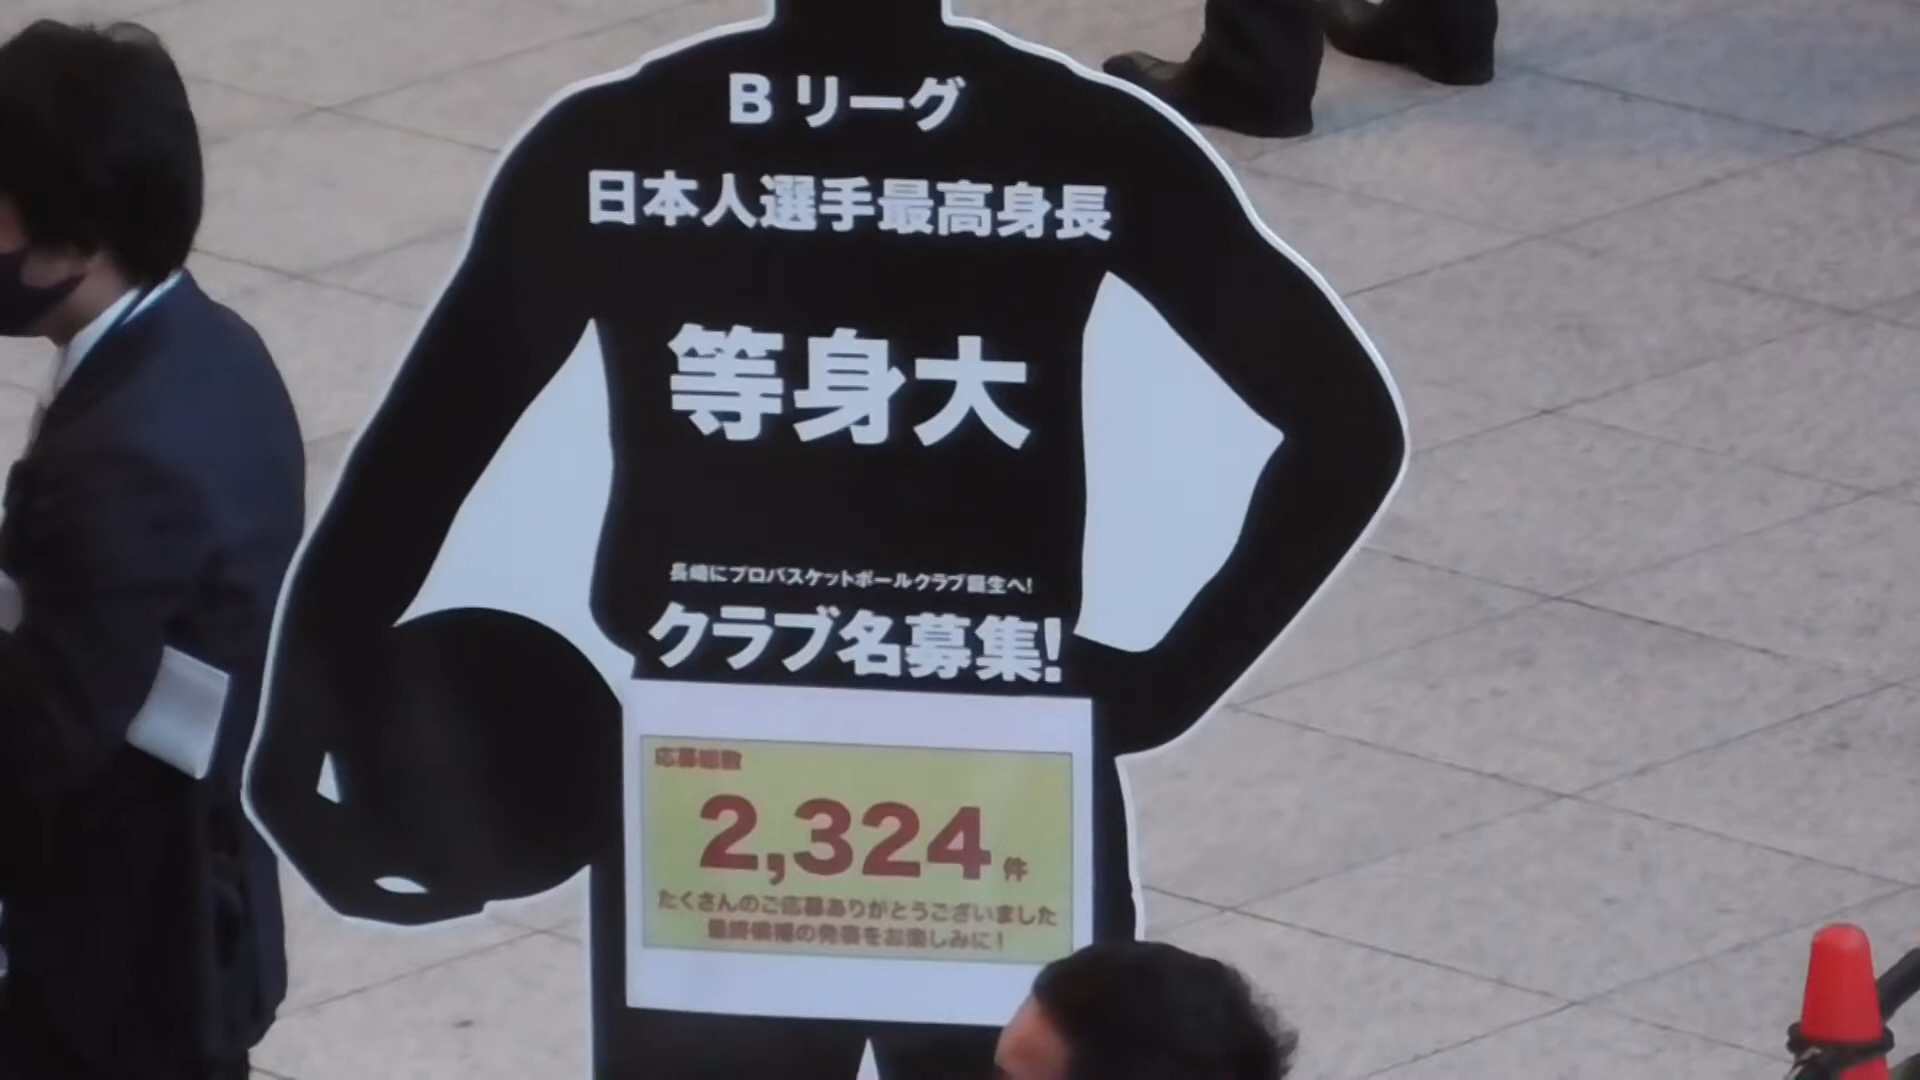 Bリーグ
日本人選手最高身長
等身大
長崎にプロバスケットボールクラブ誕生へ!
クラブ名募集!
応募総数
2,324件
たくさんのご応募ありがとうございました
最終候補の発表をお楽しみに!